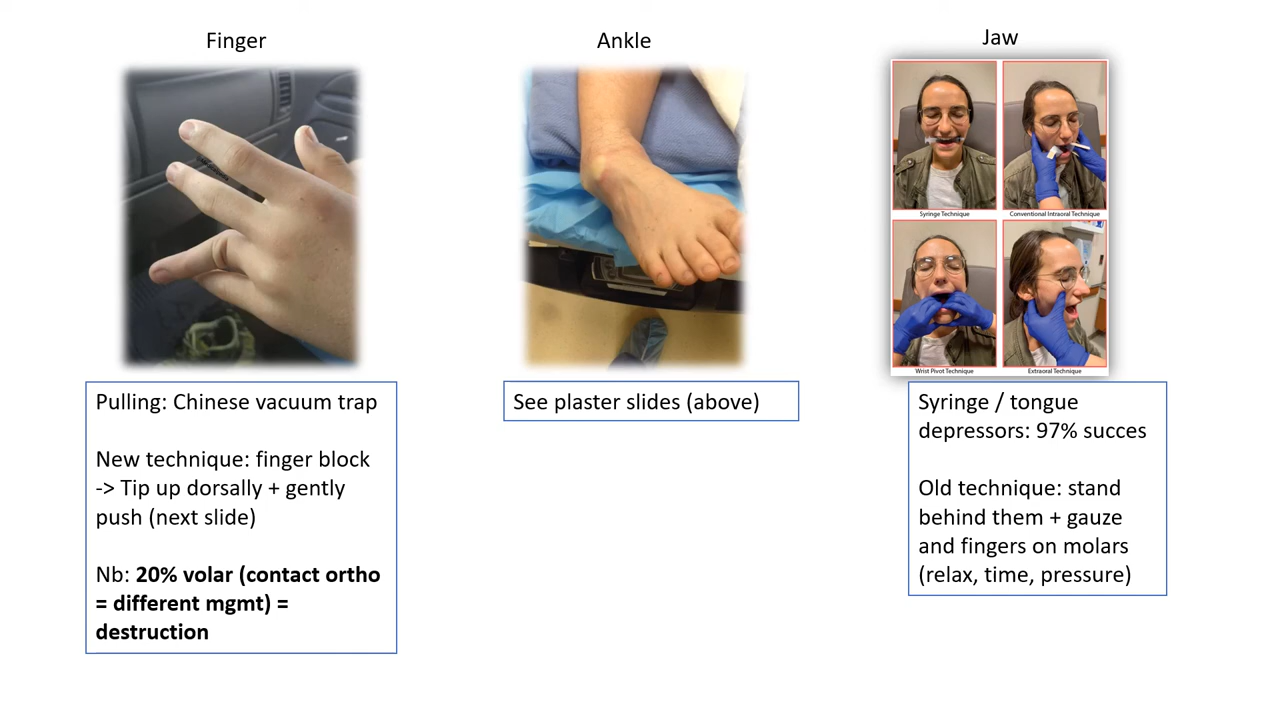 Finger
Ankle
Jaw
Syringe Technique
Conventional Intraoral Technique
Wrist Pivot Technique
Extraoral Technique
Pulling: Chinese vacuum trap
New technique: finger block
-> Tip up dorsally + gently
push (next slide)
Nb: 20% volar (contact ortho
= different mgmt) =
destruction
See plaster slides (above)
Syringe / tongue
depressors: 97% succes
Old technique: stand
behind them + gauze
and fingers on molars
(relax, time, pressure)